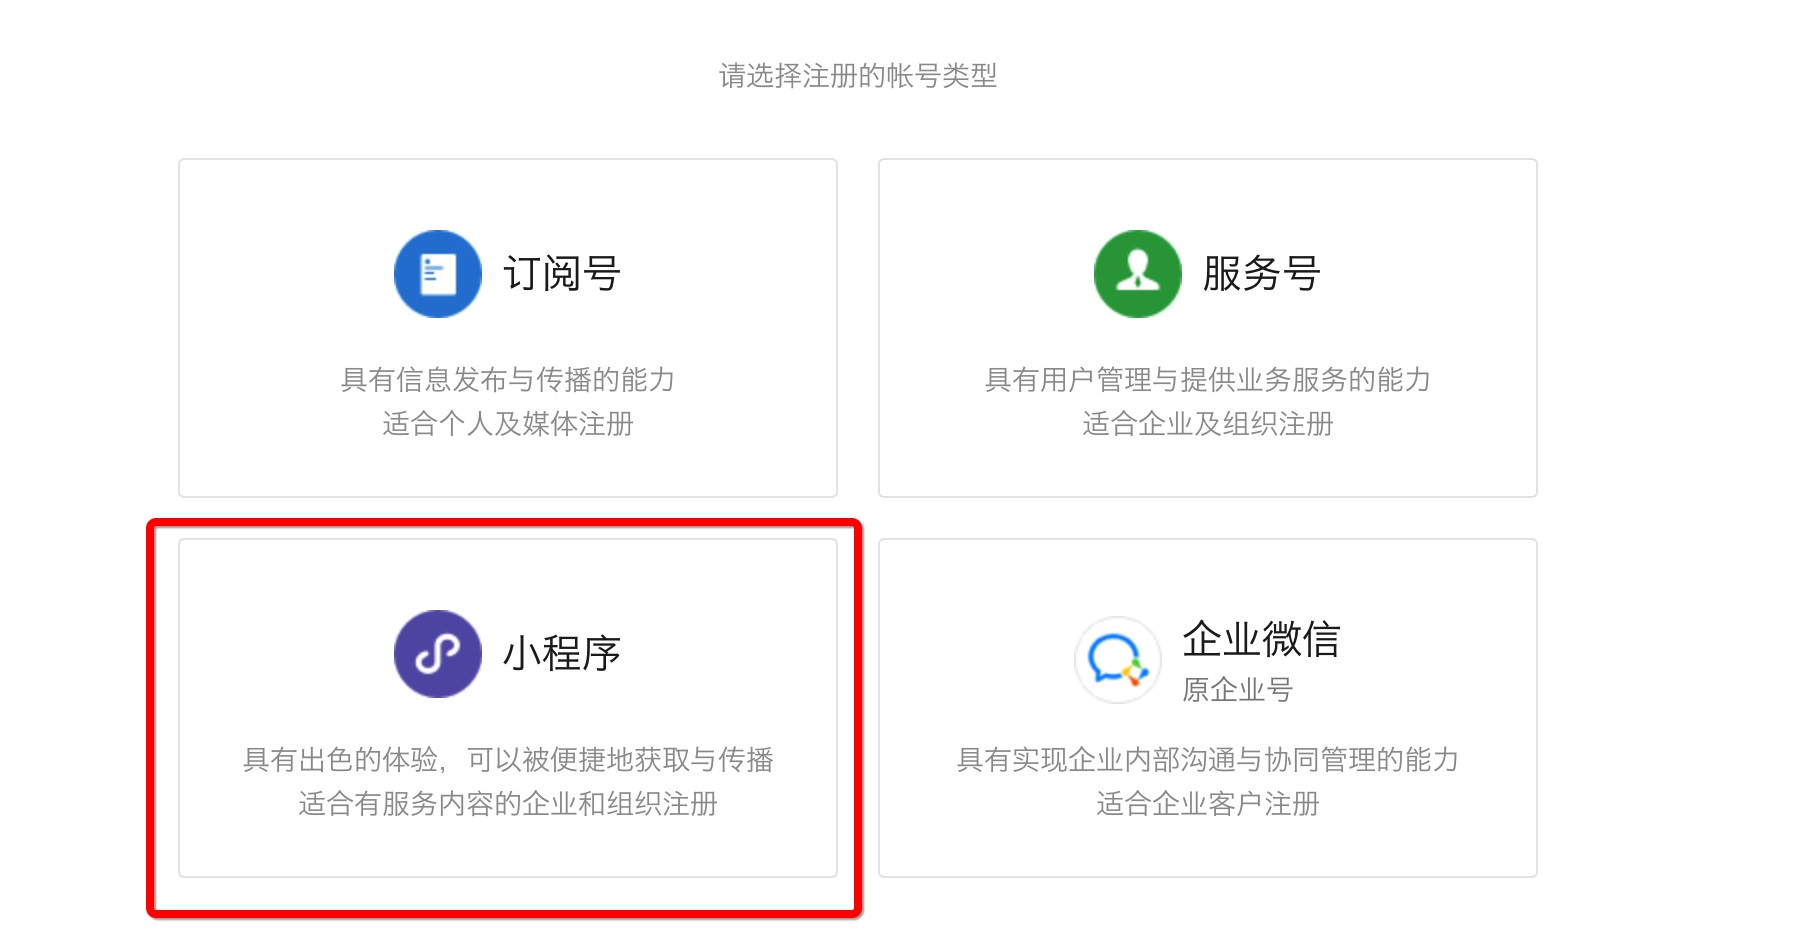 请选择注册的帐号类型
订阅号
具有信息发布与传播的能力
适合个人及媒体注册
服务号
具有用户管理与提供业务服务的能力
适合企业及组织注册
小程序
具有出色的体验，可以被便捷地获取与传播
适合有服务内容的企业和组织注册
企业微信
原企业号
具有实现企业内部沟通与协同管理的能力
适合企业客户注册